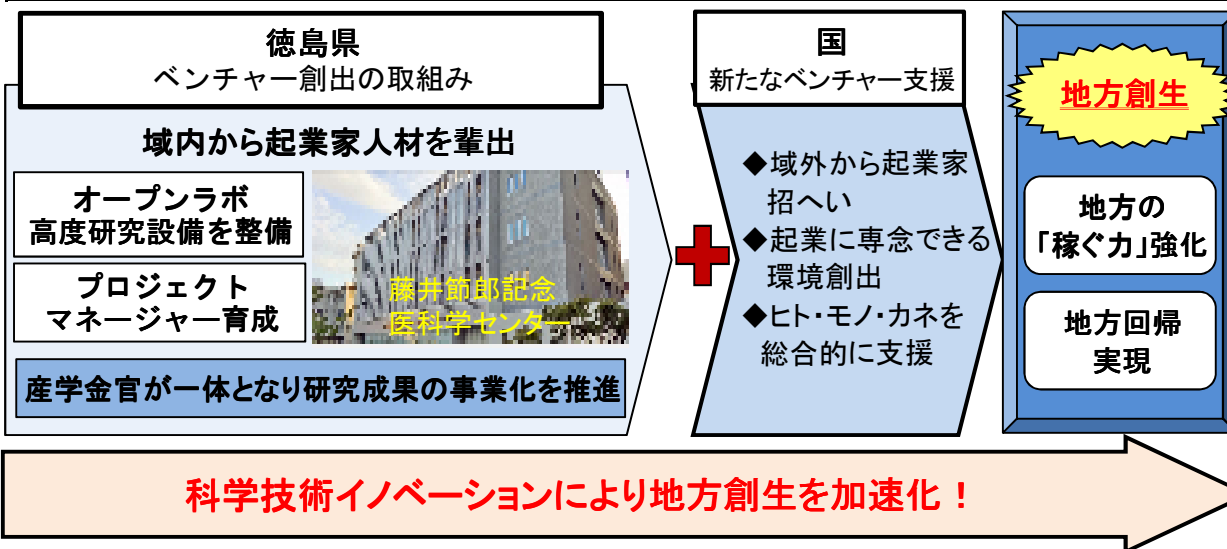 徳島県
ベンチャー創出の取組み
域内から起業家人材を輩出
オープンラボ
高度研究設備を整備
プロジェクト
マネージャー育成
藤井節郎記念
医科学センター
産学金官が一体となり研究成果の事業化を推進
国
新たなベンチャー支援
◆域外から起業家
招へい
◆起業に専念できる
環境創出
◆ヒト・モノ・カネを
総合的に支援
地方創生
地方の
「稼ぐ力」強化
地方回帰
実現
科学技術イノベーションにより地方創生を加速化！